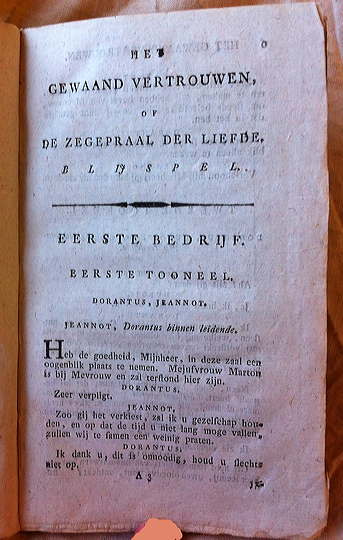 HET
GEWAAND VERTROUWEN,
OF
DE ZEGEPRAAL DER LIEFDE.
BLIJSPEL.
EERSTE BEDRIJF.
EERSTE TOONEEL.
DORANTUS, JEANNOT.
JEANNOT, Dorantus binnen leidende.
Heb de goedheid, Mijnheer, in deze zaal een
oogenblik plaats te nemen. Mejufvrouw Marton
is bij Mevrouw en zal terstond hier zijn.
DORANTUS.
Zeer verpligt.
JEANNOT.
Zoo gij het verkiest, zal ik u gezelschap hou-
den, en op dat de tijd u niet lang moge vallen,
zullen wij te samen een weinig praten.
DORANTUS.
Ik dank u, dit is onnoodig, houd u slechts
niet op.
A 3